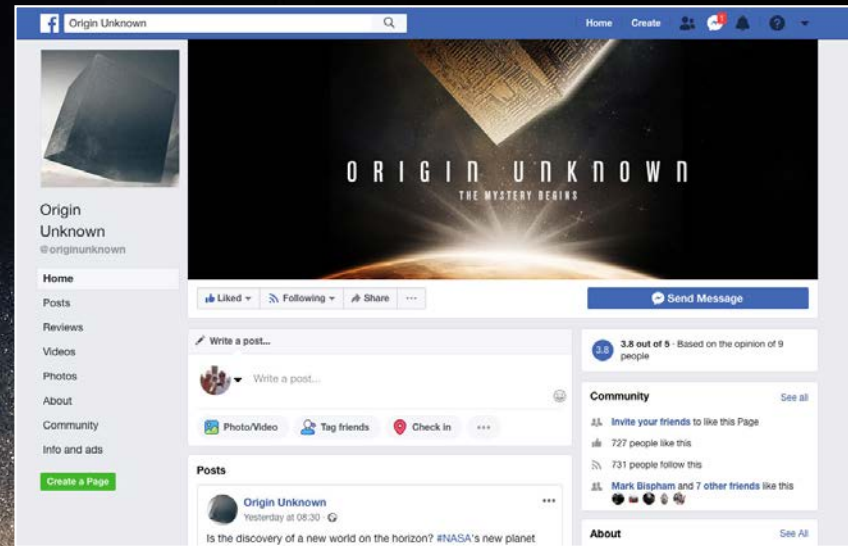 Origin Unknown
Home
Create
1
?
Origin
Unknown
@originunknown
Home
Posts
Reviews
Videos
Photos
About
Community
Info and ads
Create a Page
ORIGIN UNKNOWN
THE MYSTERY BEGINS
Liked
Following
Share
...
Send Message
Write a post...
Write a post...
Photo/Video
Tag friends
Check in
...
Posts
Origin Unknown
...
Yesterday at 08:30 ·
Is the discovery of a new world on the horizon? #NASA's new planet
3.8
3.8 out of 5 · Based on the opinion of 9
people
Community
See all
Invite your friends to like this Page
727 people like this
731 people follow this
Mark Bispham and 7 other friends like this
About
See All